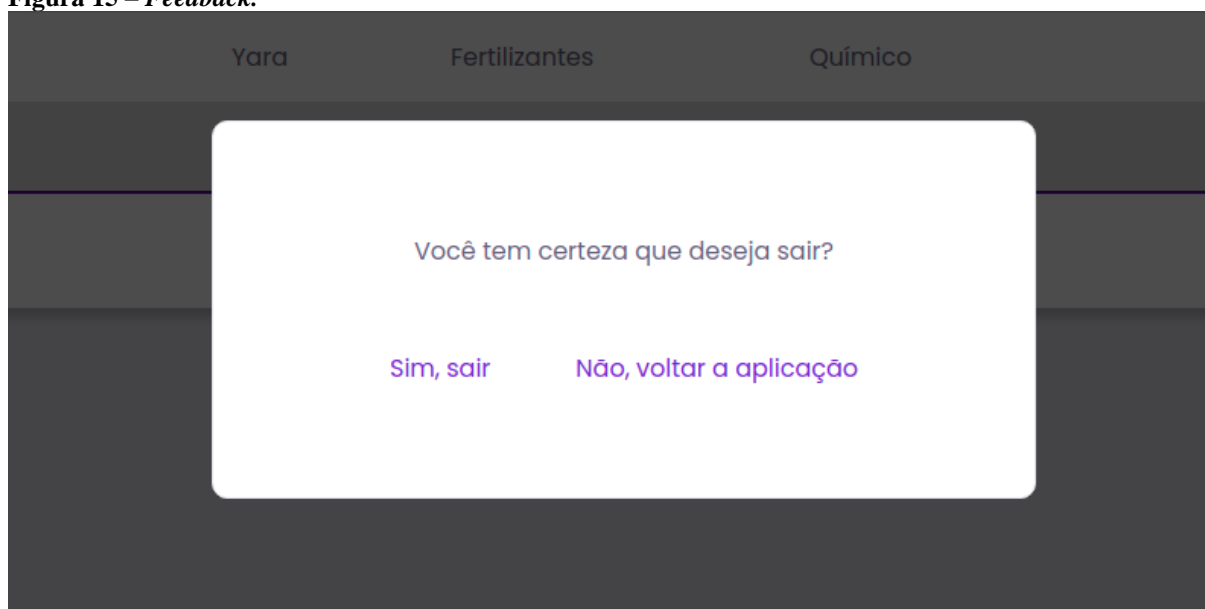 Figura 15 – Feedback.
Yara Fertilizantes Químico
Você tem certeza que deseja sair?
Sim, sair Não, voltar a aplicação